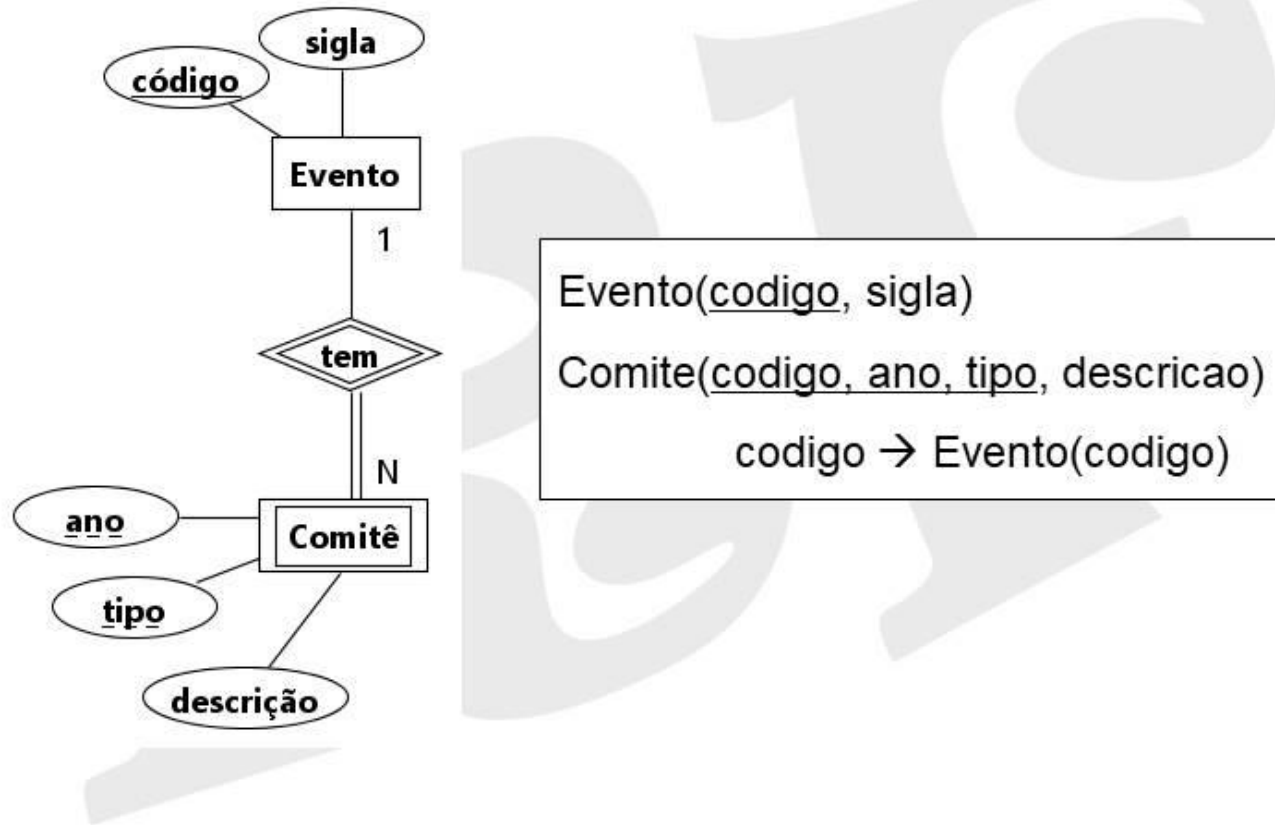 sigla
código
Evento
1
tem
N
ano
Comitê
tipo
descrição
Evento(codigo, sigla)
Comite(codigo, ano, tipo, descricao)
codigo → Evento(codigo)